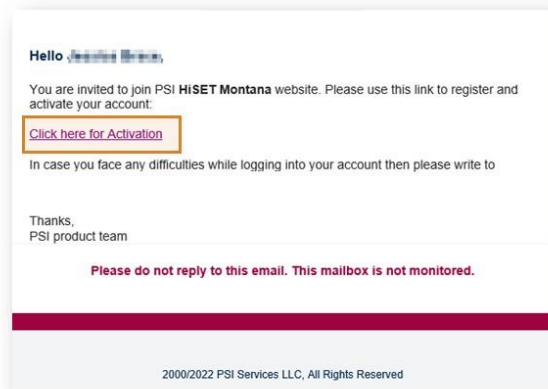 Hello
You are invited to join PSI HiSET Montana website. Please use this link to register and
activate your account:
Click here for Activation
In case you face any difficulties while logging into your account then please write to
Thanks,
PSI product team
Please do not reply to this email. This mailbox is not monitored.
2000/2022 PSI Services LLC, All Rights Reserved